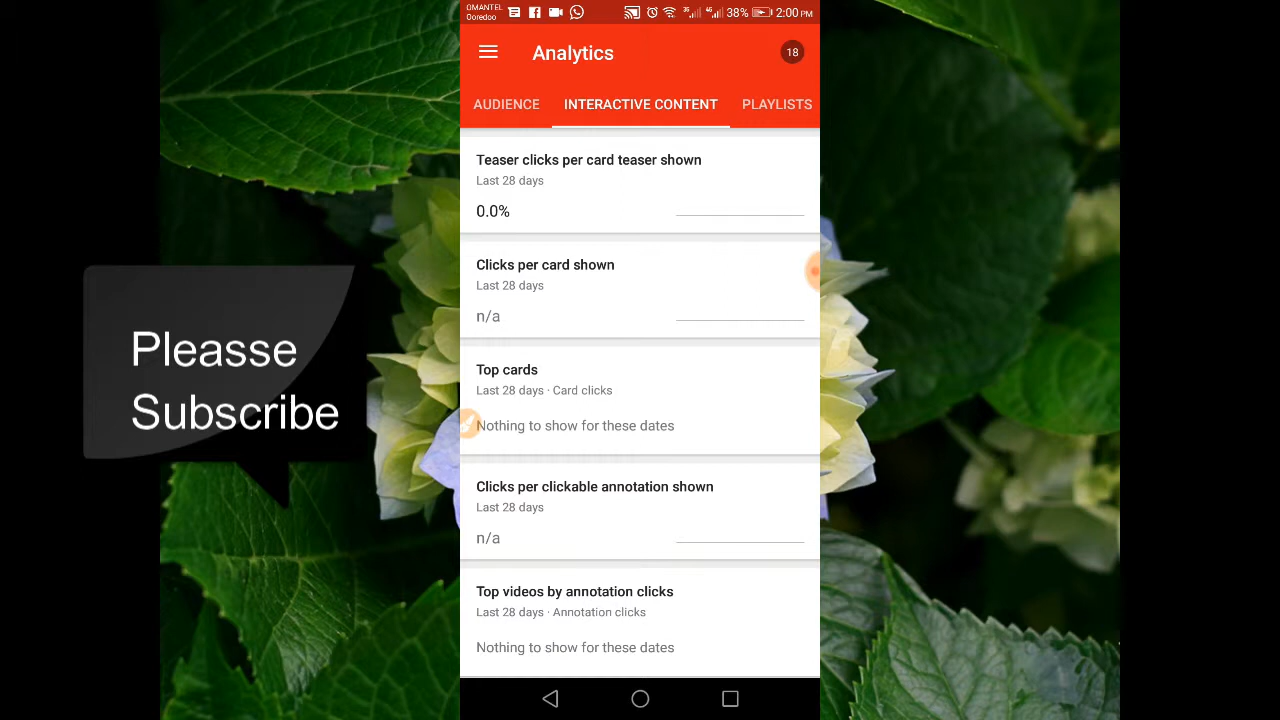 OMANTEL
Ooredoo
38% 2:00 PM
Analytics
18
AUDIENCE INTERACTIVE CONTENT PLAYLISTS
Teaser clicks per card teaser shown
Last 28 days
0.0%
Clicks per card shown
Last 28 days
n/a
Top cards
Last 28 days · Card clicks
Nothing to show for these dates
Clicks per clickable annotation shown
Last 28 days
n/a
Top videos by annotation clicks
Last 28 days · Annotation clicks
Nothing to show for these dates
Pleasse
Subscribe